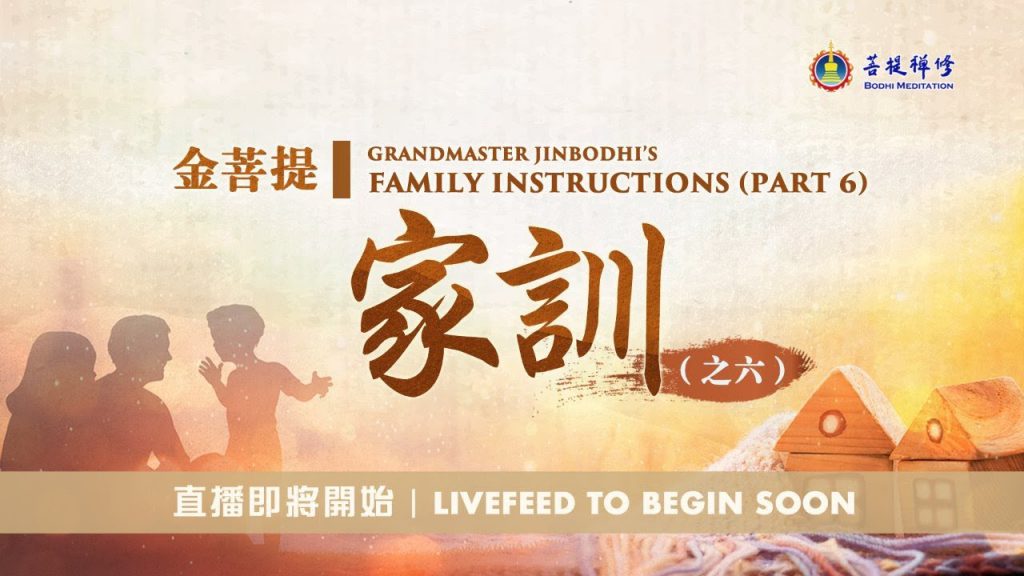 菩提禪修
BODHI MEDITATION
金菩提
GRANDMASTER JINBODHI'S
FAMILY INSTRUCTIONS (PART 6)
家訓
(之六)
直播即將開始 | LIVEFEED TO BEGIN SOON